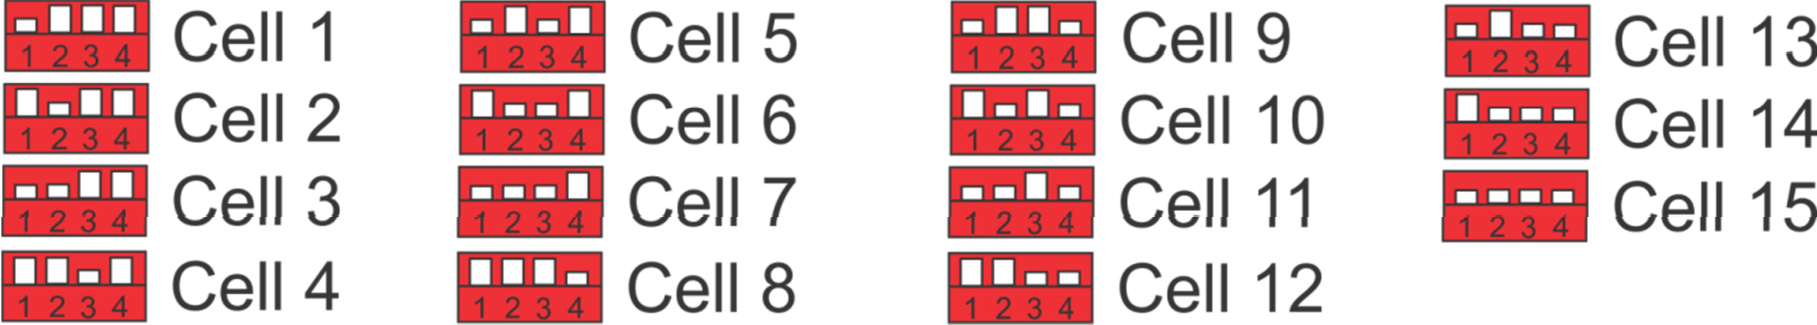 1 2 3 4 Cell 1
1 2 3 4 Cell 2
1 2 3 4 Cell 3
1 2 3 4 Cell 4
1 2 3 4 Cell 5
1 2 3 4 Cell 6
1 2 3 4 Cell 7
1 2 3 4 Cell 8
1 2 3 4 Cell 9
1 2 3 4 Cell 10
1 2 3 4 Cell 11
1 2 3 4 Cell 12
1 2 3 4 Cell 13
1 2 3 4 Cell 14
1 2 3 4 Cell 15